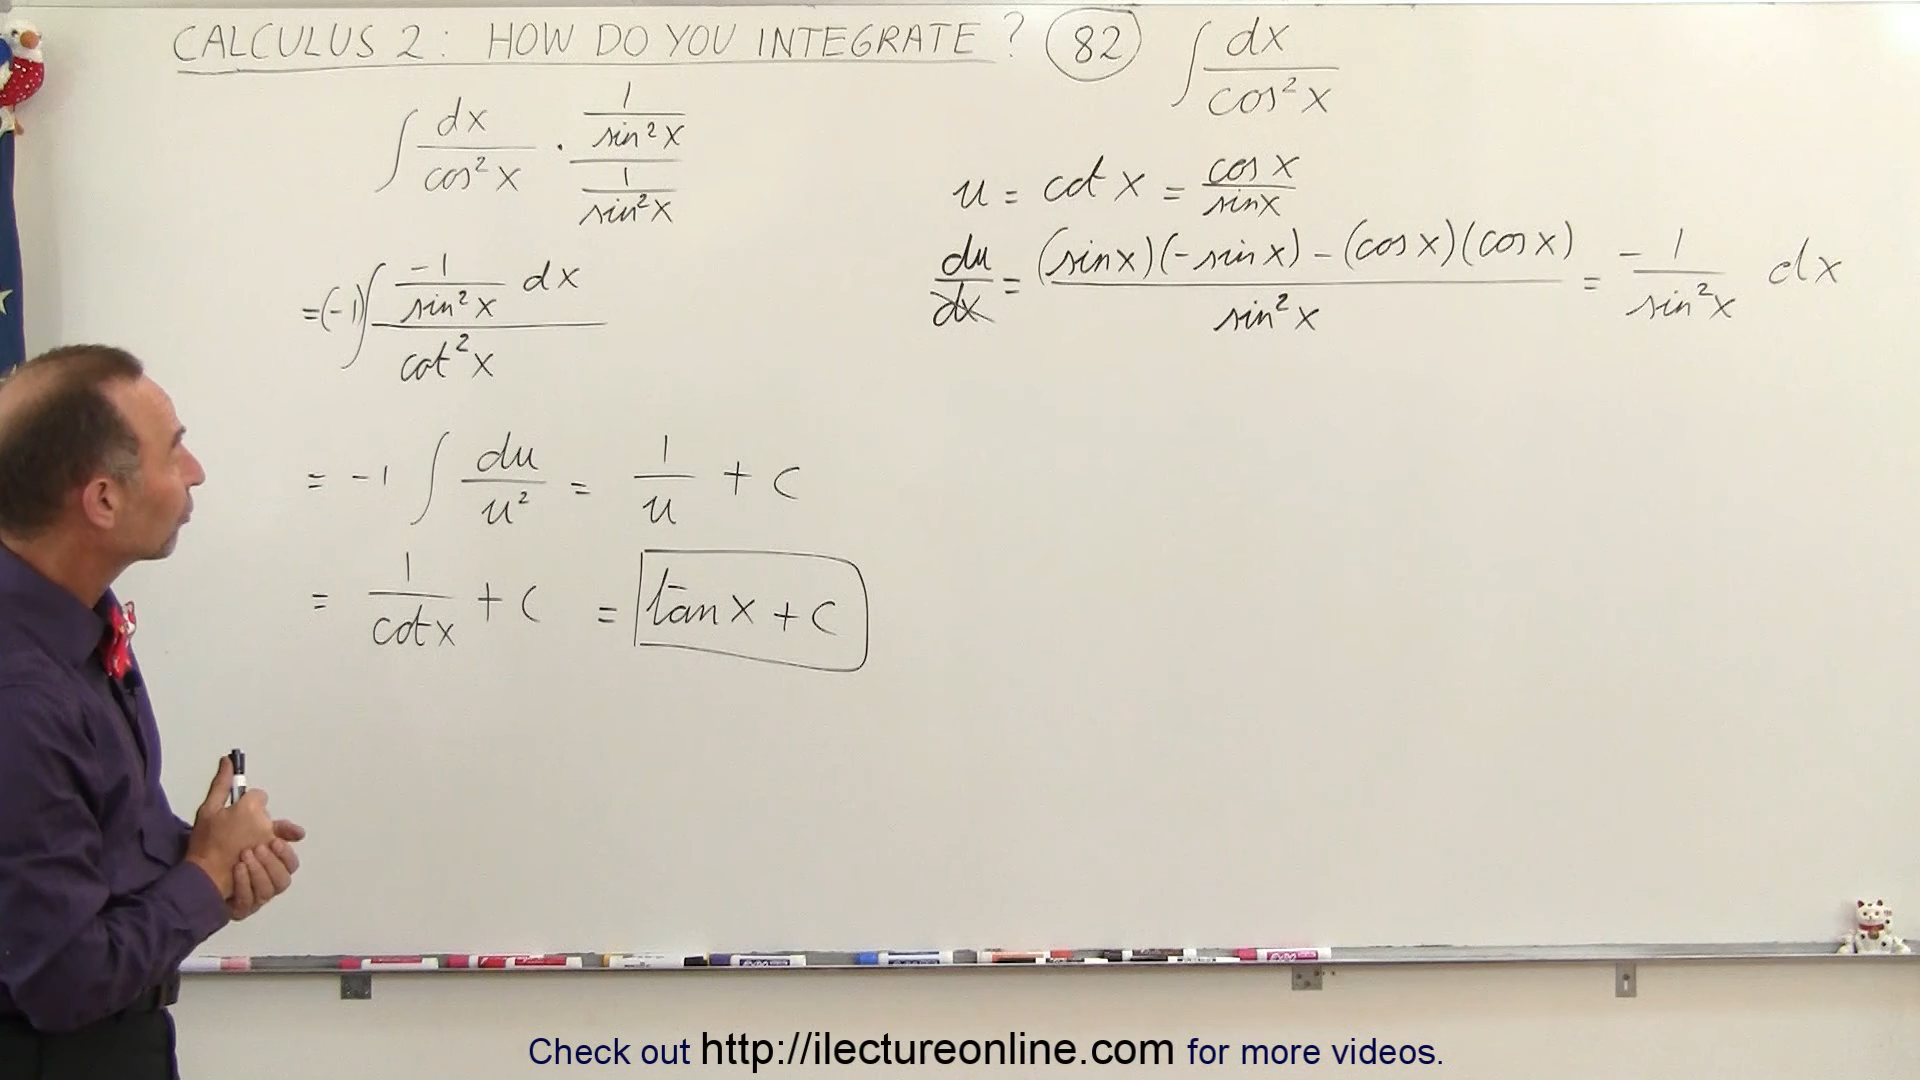 CALCULUS 2: HOW DO YOU INTEGRATE? 82 ∫ dx / cos²x
∫ dx / cos²x · (1 / sin²x) / (1 / sin²x)
= (-1) ∫ (-1 / sin²x dx) / cot²x
= -1 ∫ du / u² = 1 / u + C
= 1 / cot x + C = tan x + C
u = cot x = cos x / sin x
du / dx = ((sin x)(-sin x) - (cos x)(cos x)) / sin²x = -1 / sin²x dx
Check out http://ilectureonline.com for more videos.